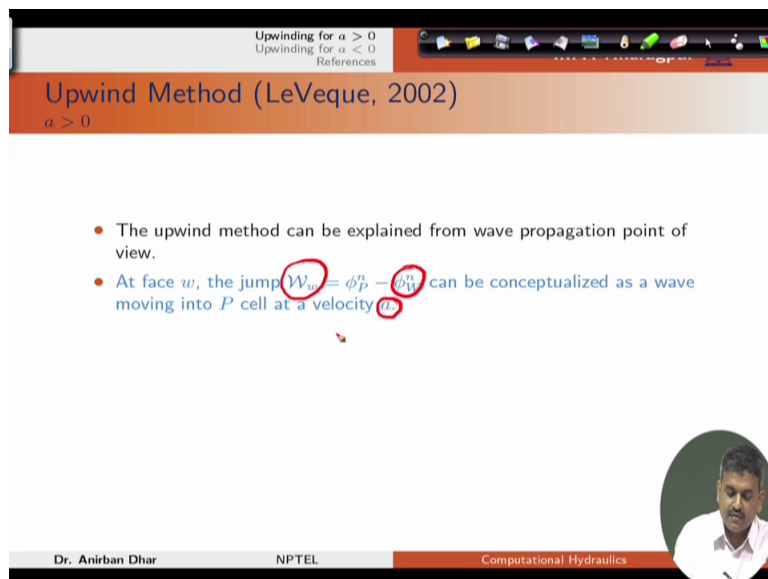 Upwinding for a > 0
Upwinding for a < 0
References
Upwind Method (LeVeque, 2002)
a > 0
• The upwind method can be explained from wave propagation point of
view.
• At face w, the jump 𝒲_w = ϕ_P^n − ϕ_W^n can be conceptualized as a wave
moving into P cell at a velocity a.
Dr. Anirban Dhar NPTEL Computational Hydraulics